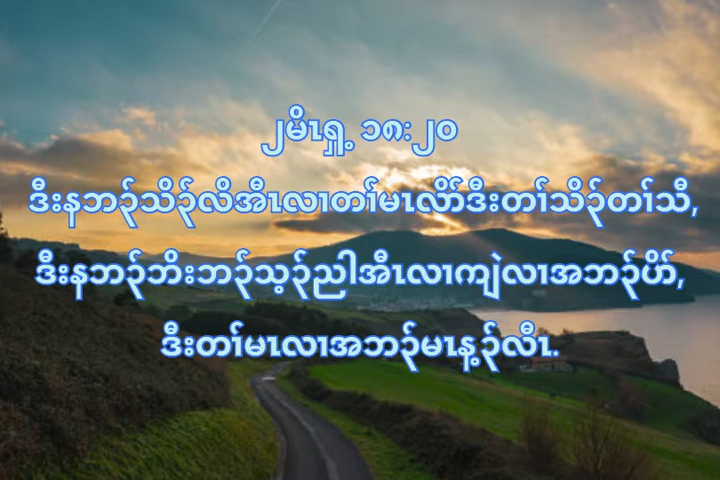 ၂မိၤရှ့ ၁၈:၂၀
ဒီးနဘၣ်သိၣ်လိအီၤလၢတၢ်မၤလိာ်ဒီးတၢ်သိၣ်တၢ်သီ,
ဒီးနဘၣ်ဘိးဘၣ်သ့ၣ်ညါအီၤလၢကျဲလၢအဘၣ်ဟိာ်,
ဒီးတၢ်မၤလၢအဘၣ်မၤန့ၣ်လီၤ.